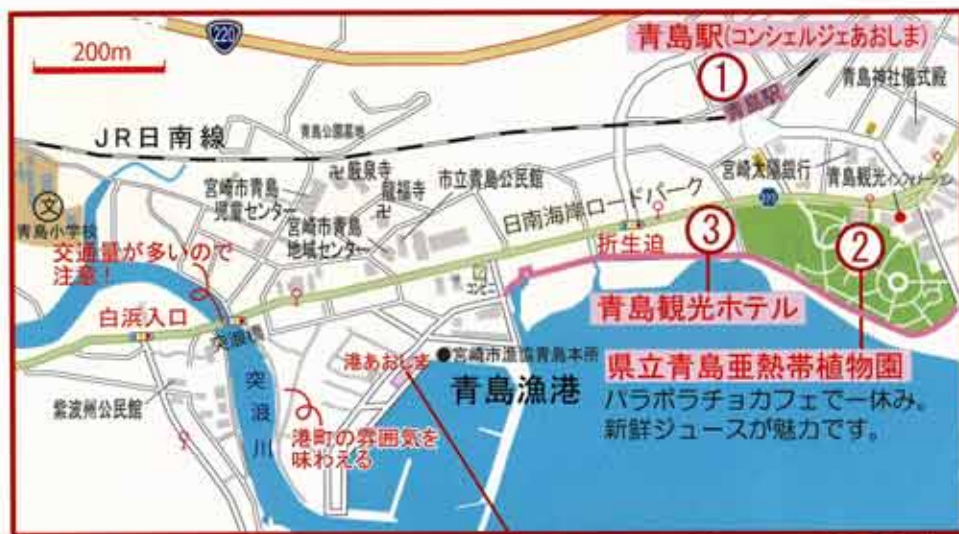 220
200m
青島駅(コンシェルジェあおしま)
①
青島駅
青島神社儀式殿
JR日南線
青島公園墓地
宮崎市青島
児童センター
龍福寺
市立青島公民館
宮崎太陽銀行
青島観光インフォメーション
文
青島小学校
宮崎市青島
地域センター
日南海岸ロードパーク
折生迫
③
②
交通量が多いので
注意!
コンビニ
白浜入口
突浪橋
青島観光ホテル
港あおしま
●宮崎市漁協青島本所
青島漁港
県立青島亜熱帯植物園
パラボラチョカフェで一休み。
新鮮ジュースが魅力です。
紫波州公民館
突浪川
港町の雰囲気を
味わえる